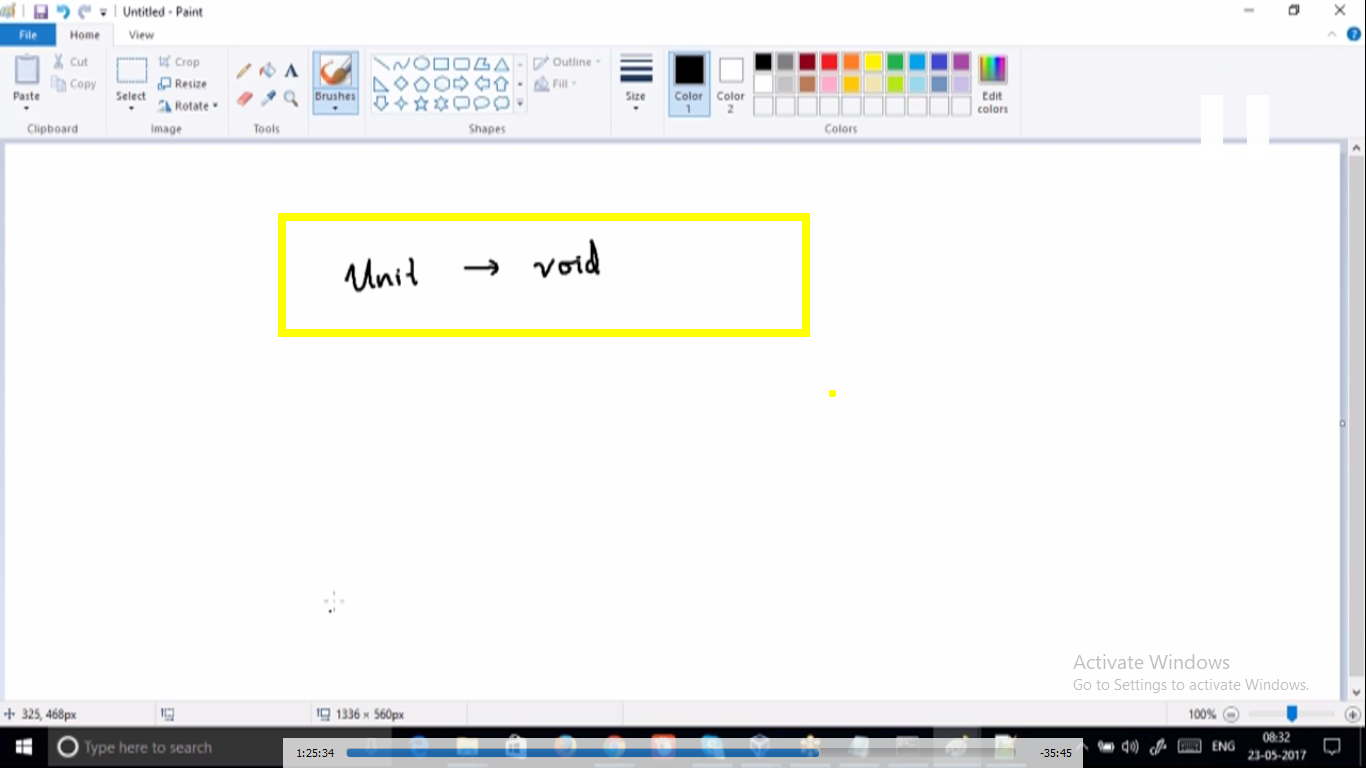 Untitled - Paint
File Home View
Paste Cut Copy Select Crop Resize Rotate Brushes Outline Fill Size Color 1 Color 2 Edit colors
Clipboard Image Tools Shapes Colors
Unit → void
Activate Windows
Go to Settings to activate Windows.
325, 468px 1336 × 560px 100%
Type here to search ENG 08:32
1:25:34 -35:45 23-05-2017